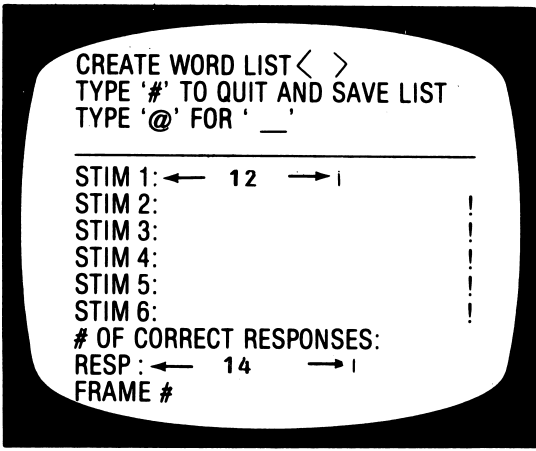 CREATE WORD LIST〈 〉
TYPE '#' TO QUIT AND SAVE LIST
TYPE '@' FOR ' __'
STIM 1: ← 12 → ¡
STIM 2: !
STIM 3: !
STIM 4: !
STIM 5: !
STIM 6: !
# OF CORRECT RESPONSES:
RESP : ← 14 → ı
FRAME #